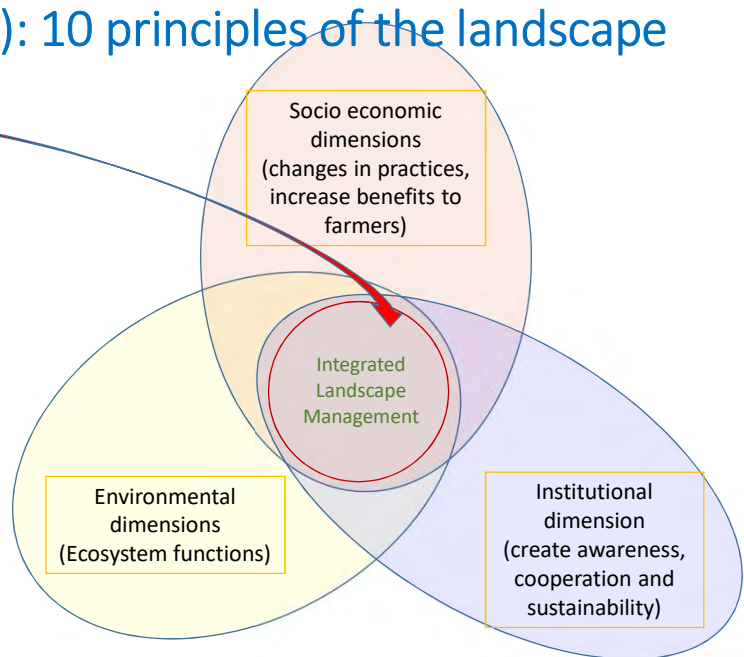 ): 10 principles of the landscape
Socio economic
dimensions
(changes in practices,
increase benefits to
farmers)
Integrated
Landscape
Management
Environmental
dimensions
(Ecosystem functions)
Institutional
dimension
(create awareness,
cooperation and
sustainability)